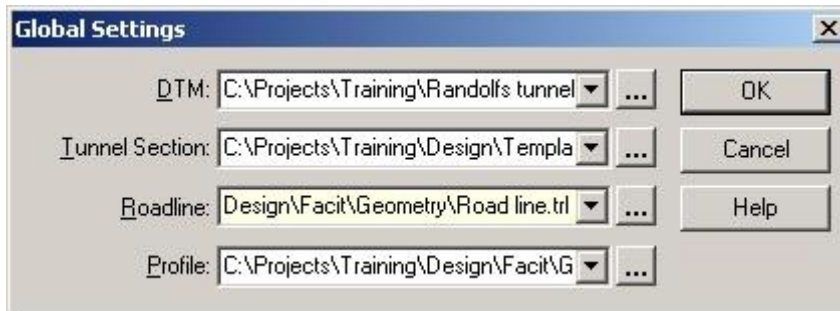 Global Settings
DTM: C:\Projects\Training\Randolfs tunnel ... OK
Tunnel Section: C:\Projects\Training\Design\Templa ... Cancel
Roadline: Design\Facit\Geometry\Road line.trl ... Help
Profile: C:\Projects\Training\Design\Facit\G ...